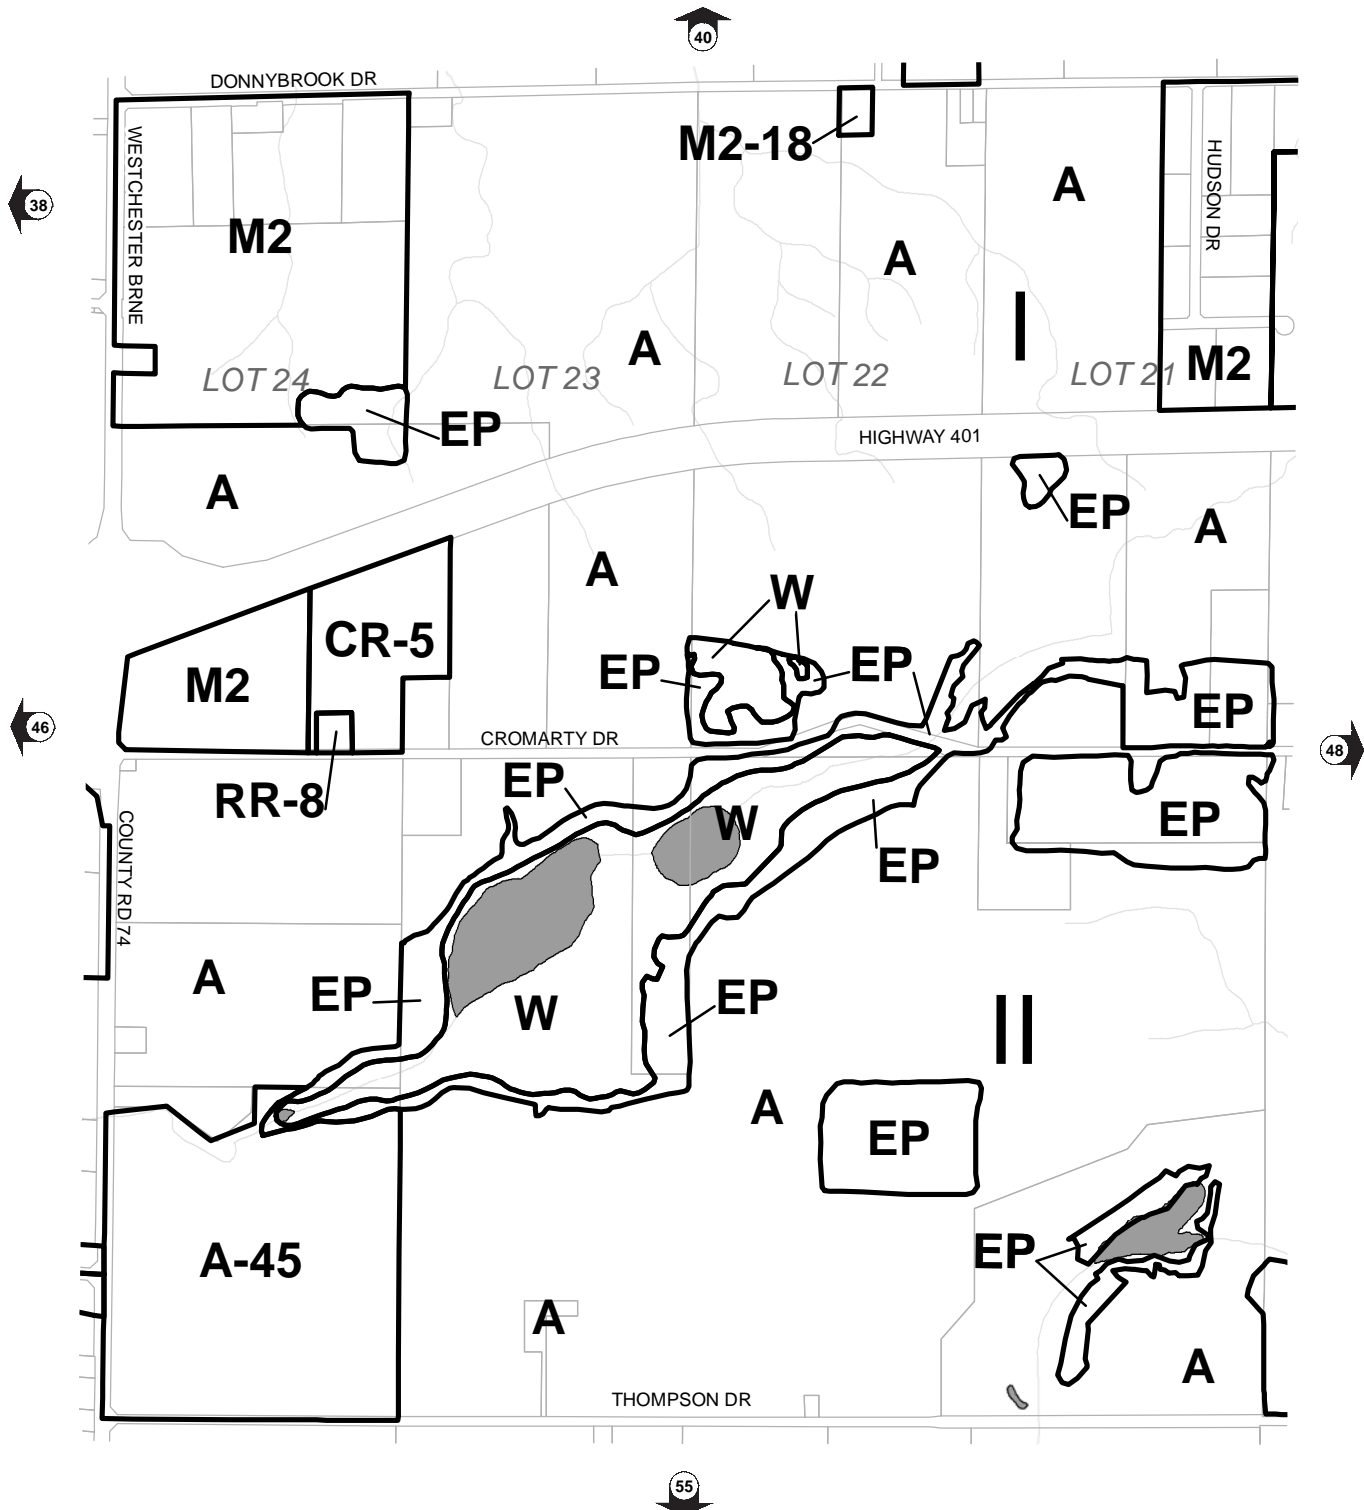 40
DONNYBROOK DR
M2-18
WESTCHESTER BRNE
HUDSON DR
A
38
M2
A
I
A
M2
LOT 24
LOT 23
LOT 22
LOT 21
EP
HIGHWAY 401
A
EP
A
A
W
CR-5
EP
EP
M2
EP
46
CROMARTY DR
48
EP
RR-8
W
EP
COUNTY RD 74
EP
A
EP
EP
W
II
A
EP
EP
A-45
A
A
THOMPSON DR
55